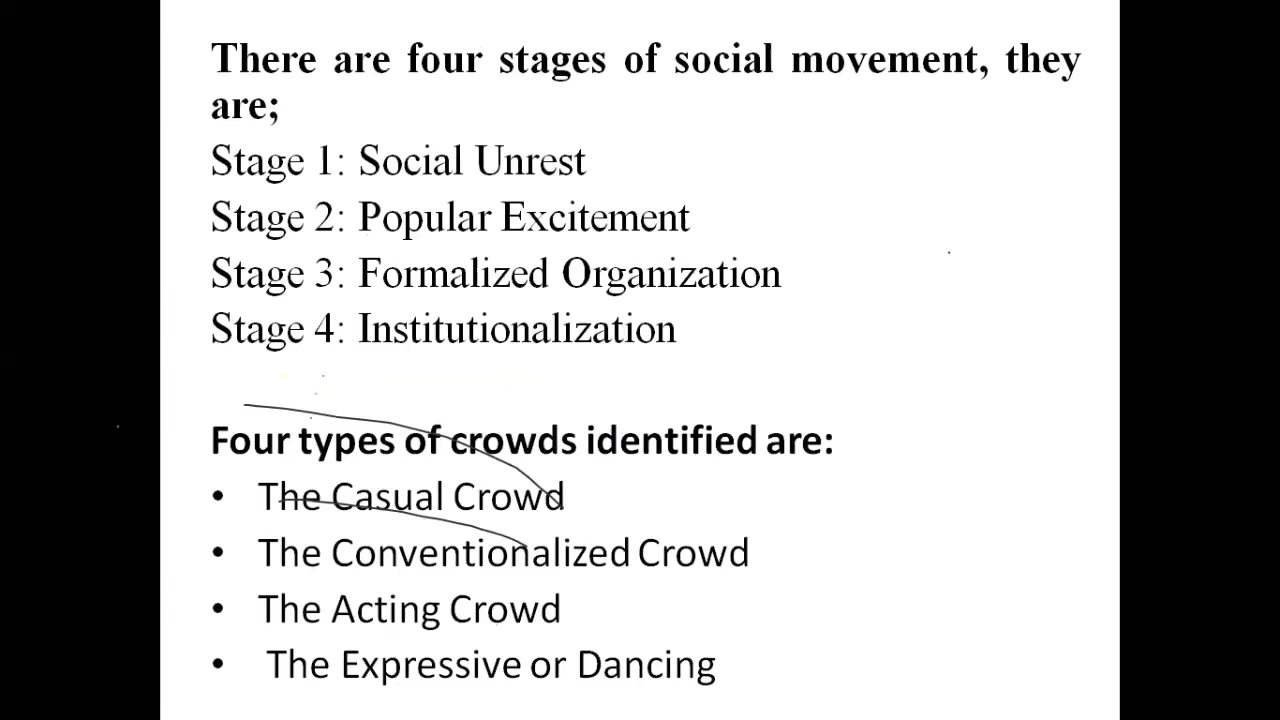 There are four stages of social movement, they
are;
Stage 1: Social Unrest
Stage 2: Popular Excitement
Stage 3: Formalized Organization
Stage 4: Institutionalization
Four types of crowds identified are:
• The Casual Crowd
• The Conventionalized Crowd
• The Acting Crowd
• The Expressive or Dancing